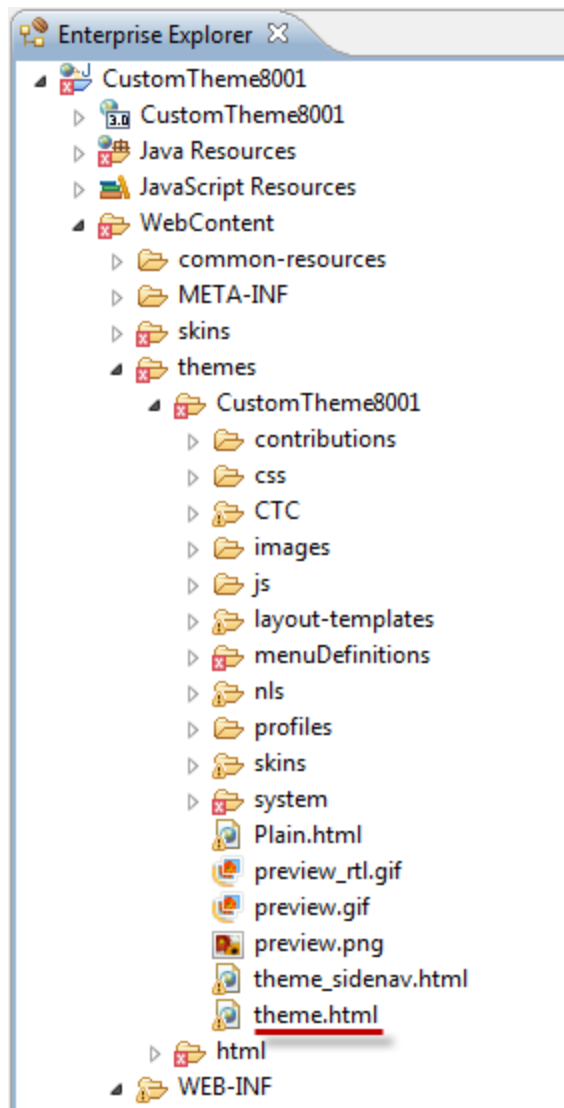 Enterprise Explorer
CustomTheme8001
3.0 CustomTheme8001
Java Resources
JavaScript Resources
WebContent
common-resources
META-INF
skins
themes
CustomTheme8001
contributions
css
CTC
images
js
layout-templates
menuDefinitions
nls
profiles
skins
system
Plain.html
preview_rtl.gif
preview.gif
preview.png
theme_sidenav.html
theme.html
html
WEB-INF